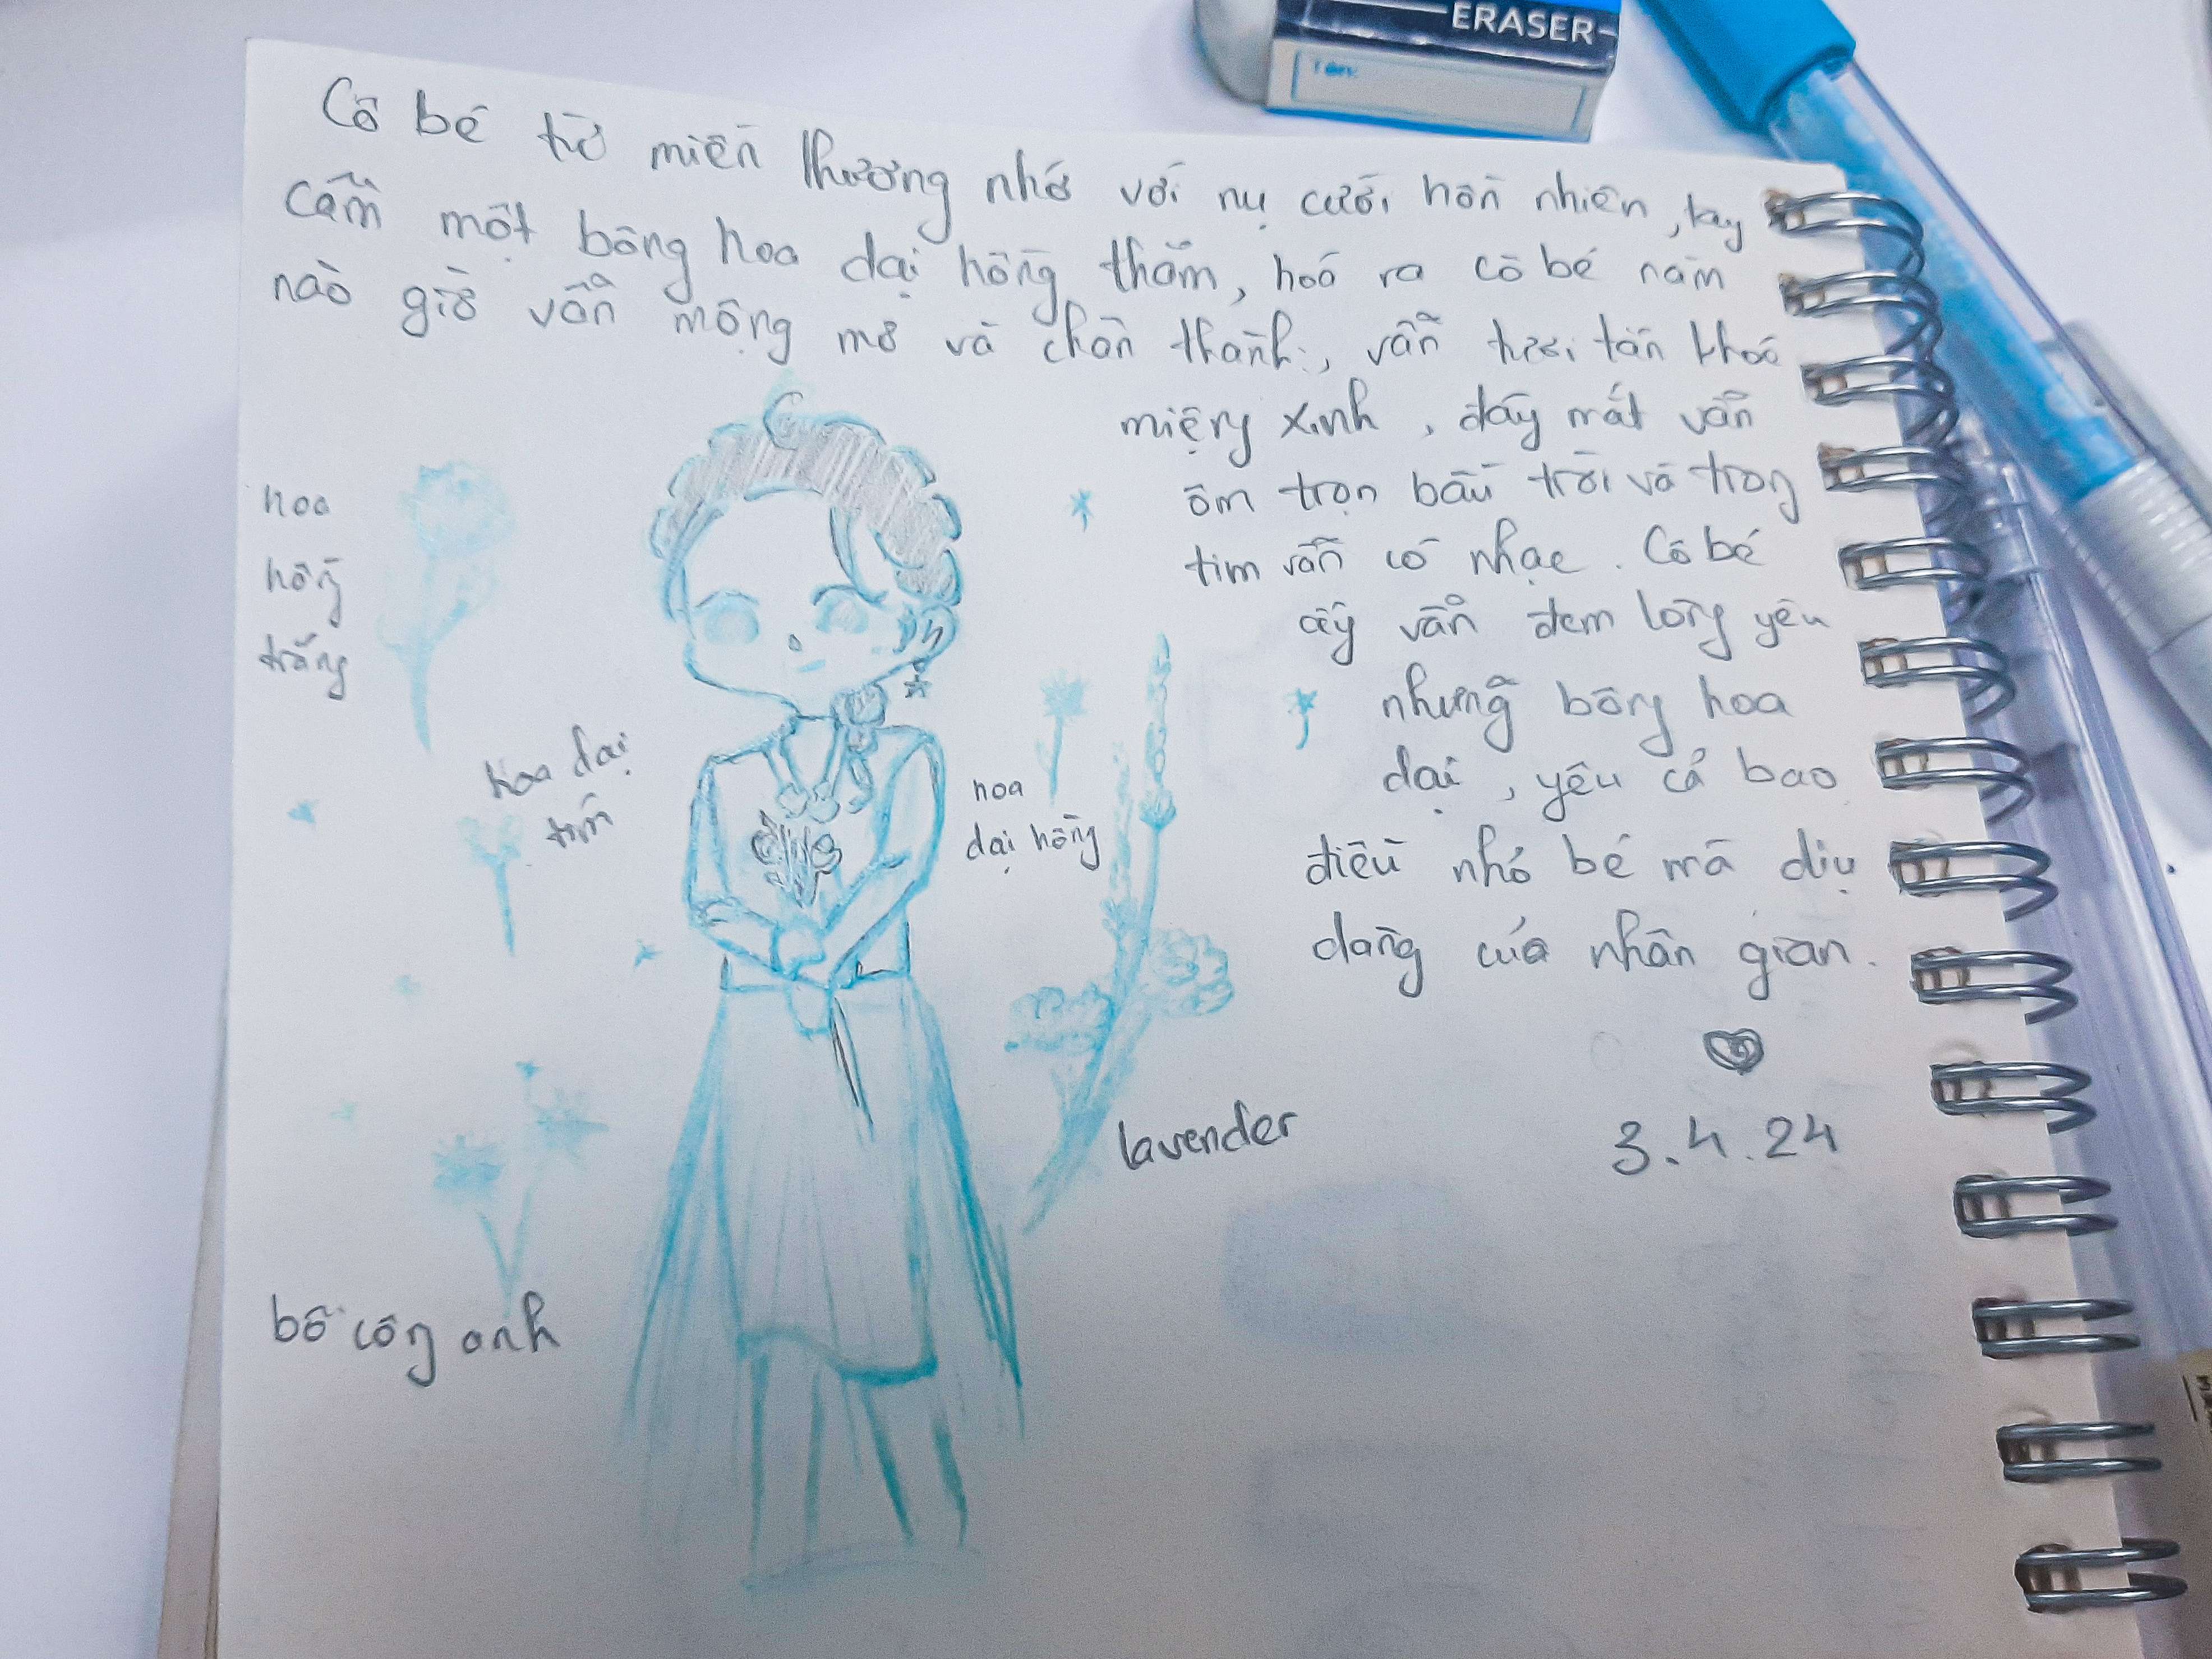 ERASER
Tên:
Cô bé từ miền thương nhớ với nụ cười hồn nhiên, tay
cầm một bông hoa dại hồng thắm, hoá ra cô bé năm
nào giờ vẫn mộng mơ và chân thành, vẫn tươi tắn khoé
miệng xinh, đáy mắt vẫn
ôm trọn bầu trời và trong
tim vẫn có nhạc. Cô bé
ấy vẫn đem lòng yêu
những bông hoa
dại, yêu cả bao
điều nhỏ bé mà dịu
dàng của nhân gian.
3.4.24
hoa
hồng
trắng
hoa dại
tím
hoa
dại hồng
lavender
bồ công anh